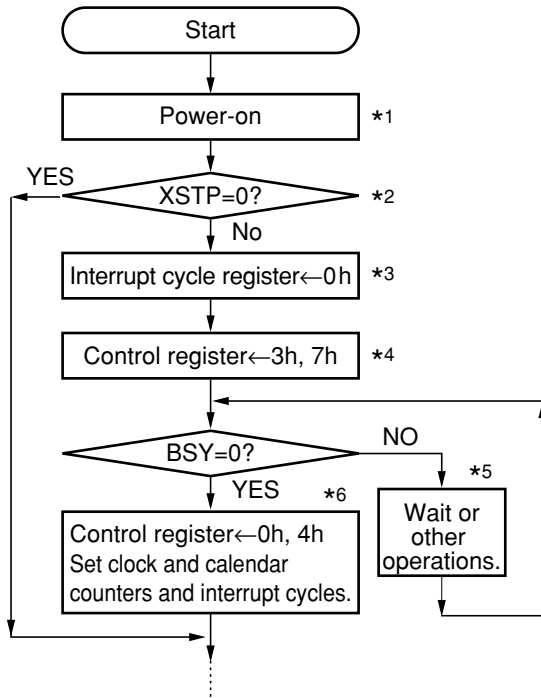 Start
Power-on *1
YES
XSTP=0? *2
No
Interrupt cycle register←0h *3
Control register←3h, 7h *4
BSY=0?
NO
YES
*6
*5
Control register←0h, 4h
Set clock and calendar
counters and interrupt cycles.
Wait or
other
operations.